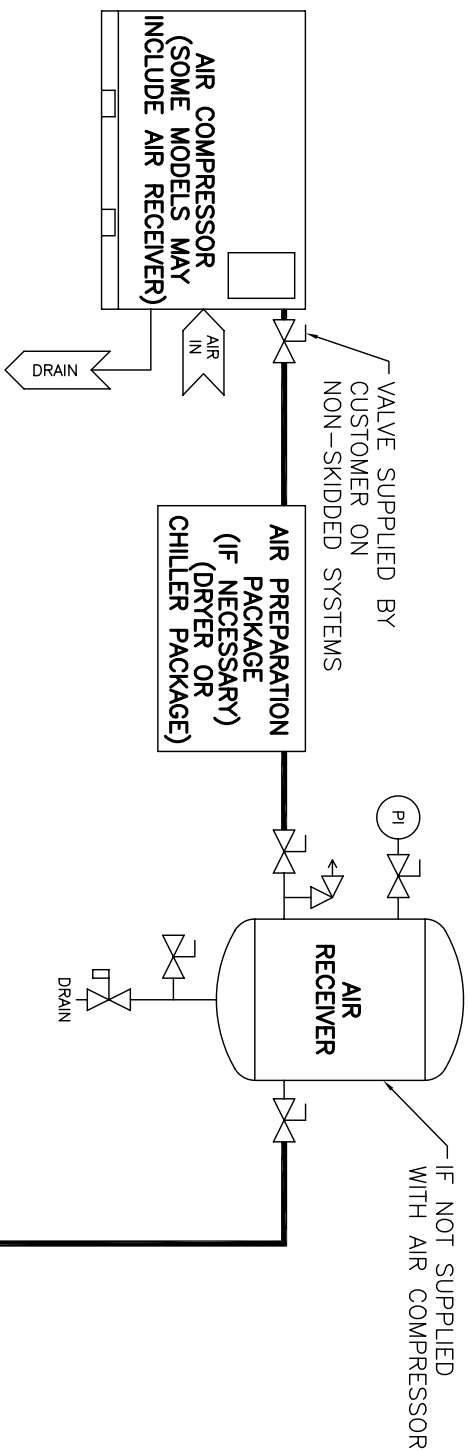 AIR COMPRESSOR
(SOME MODELS MAY
INCLUDE AIR RECEIVER)
AIR
IN
DRAIN
VALVE SUPPLIED BY
CUSTOMER ON
NON-SKIDDED SYSTEMS
AIR PREPARATION
PACKAGE
(IF NECESSARY)
(DRYER OR
CHILLER PACKAGE)
PI
AIR
RECEIVER
DRAIN
IF NOT SUPPLIED
WITH AIR COMPRESSOR